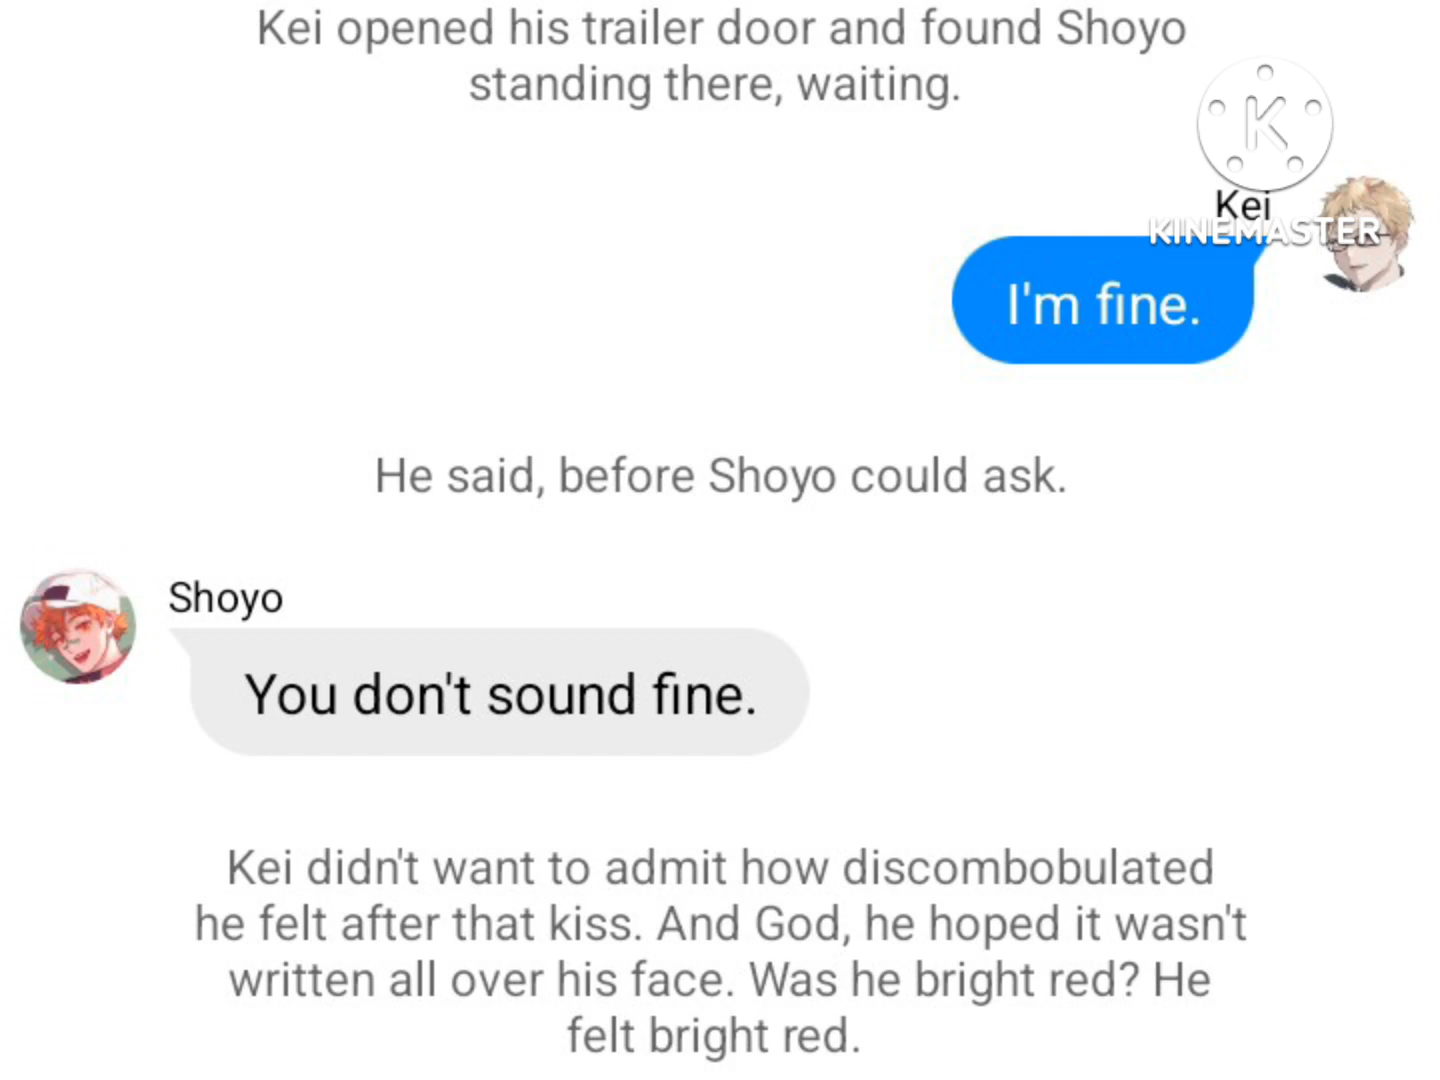 Kei opened his trailer door and found Shoyo
standing there, waiting.
K
Kei
KINEMASTER
I'm fine.
He said, before Shoyo could ask.
Shoyo
You don't sound fine.
Kei didn't want to admit how discombobulated
he felt after that kiss. And God, he hoped it wasn't
written all over his face. Was he bright red? He
felt bright red.